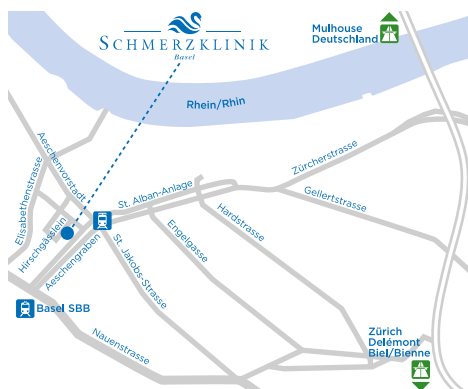 SCHMERZKLINIK
Basel
Mulhouse
Deutschland
Rhein/Rhin
Aeschenvorstadt
Elisabethenstrasse
Zürcherstrasse
St. Alban-Anlage
Gellertstrasse
Hirschgässlein
Aeschengraben
Engelgasse
Hardstrasse
St. Jakobs-Strasse
Basel SBB
Nauenstrasse
Zürich
Delémont
Biel/Bienne